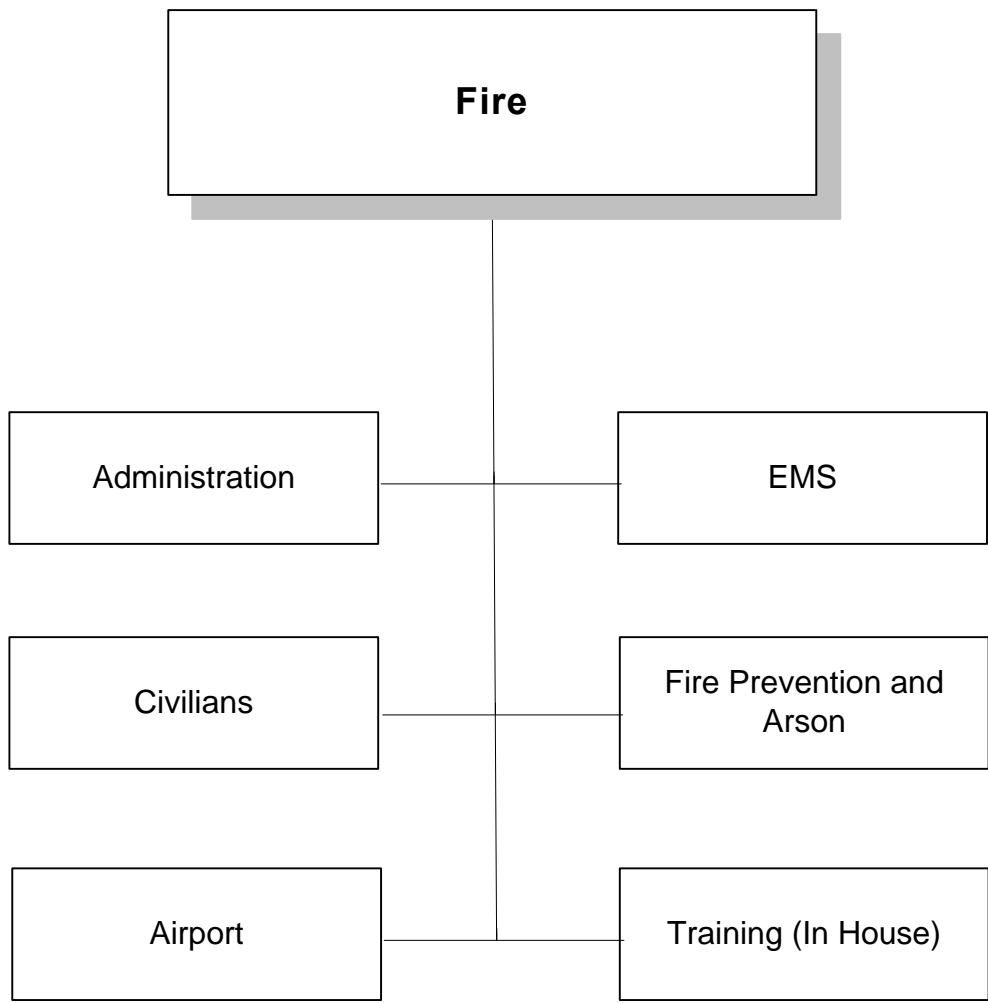 Fire
Administration
EMS
Civilians
Fire Prevention and
Arson
Airport
Training (In House)